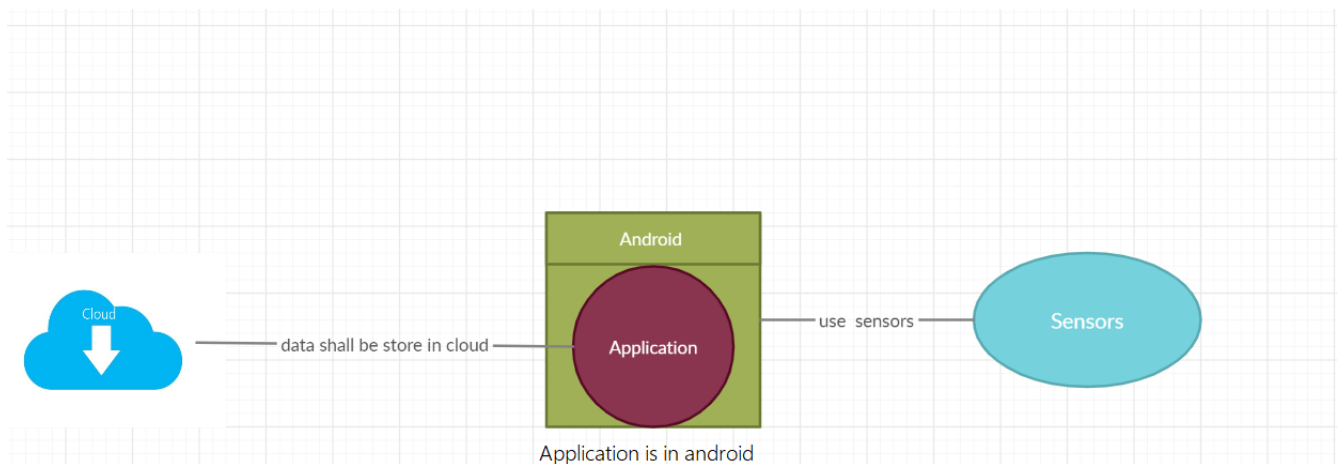 Android
Cloud
data shall be store in cloud
Application
use sensors
Sensors
Application is in android